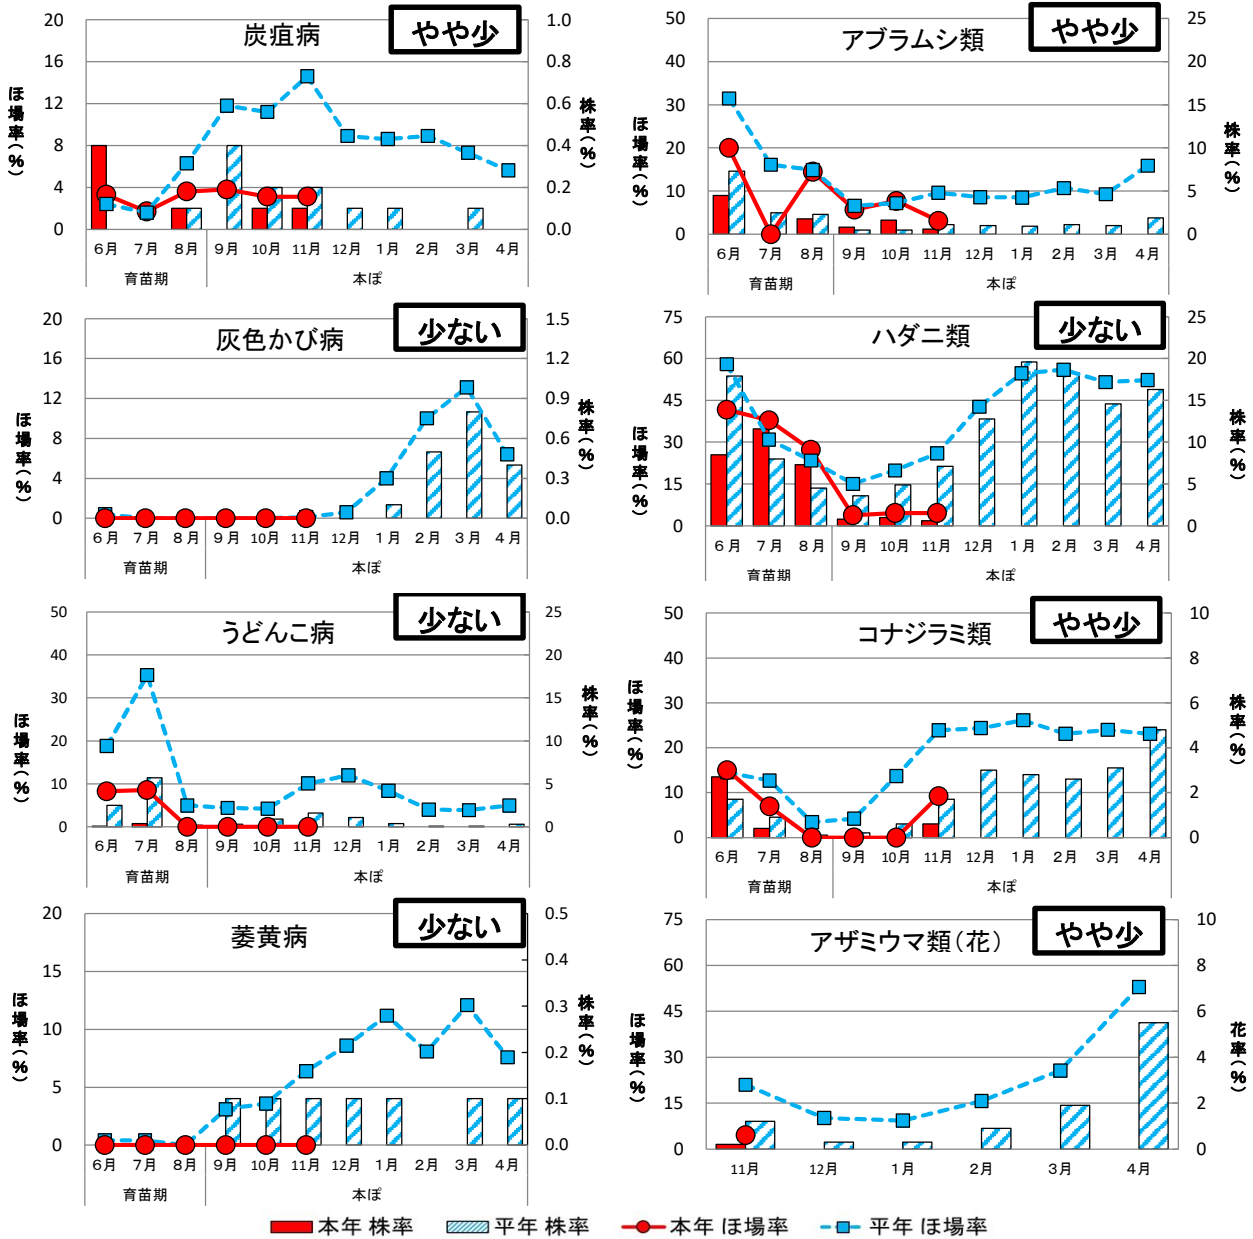 炭疽病
やや少
20
16
12
8
4
0
1.0
0.8
0.6
0.4
0.2
0.0
ほ場率(%)
株率(%)
6月 7月 8月 9月 10月 11月 12月 1月 2月 3月 4月
育苗期 本ぽ
アブラムシ類
やや少
50
40
30
20
10
0
25
20
15
10
5
0
ほ場率(%)
株率(%)
6月 7月 8月 9月 10月 11月 12月 1月 2月 3月 4月
育苗期 本ぽ
灰色かび病
少ない
20
16
12
8
4
0
1.5
1.2
0.9
0.6
0.3
0.0
ほ場率(%)
株率(%)
6月 7月 8月 9月 10月 11月 12月 1月 2月 3月 4月
育苗期 本ぽ
ハダニ類
少ない
75
60
45
30
15
0
25
20
15
10
5
0
ほ場率(%)
株率(%)
6月 7月 8月 9月 10月 11月 12月 1月 2月 3月 4月
育苗期 本ぽ
うどんこ病
少ない
50
40
30
20
10
0
25
20
15
10
5
0
ほ場率(%)
株率(%)
6月 7月 8月 9月 10月 11月 12月 1月 2月 3月 4月
育苗期 本ぽ
コナジラミ類
やや少
50
40
30
20
10
0
10
8
6
4
2
0
ほ場率(%)
株率(%)
6月 7月 8月 9月 10月 11月 12月 1月 2月 3月 4月
育苗期 本ぽ
萎黄病
少ない
20
15
10
5
0
0.5
0.4
0.3
0.2
0.1
0.0
ほ場率(%)
株率(%)
6月 7月 8月 9月 10月 11月 12月 1月 2月 3月 4月
育苗期 本ぽ
アザミウマ類(花)
やや少
75
60
45
30
15
0
10
8
6
4
2
0
ほ場率(%)
花率(%)
11月 12月 1月 2月 3月 4月
本年 株率 平年 株率 本年 ほ場率 平年 ほ場率